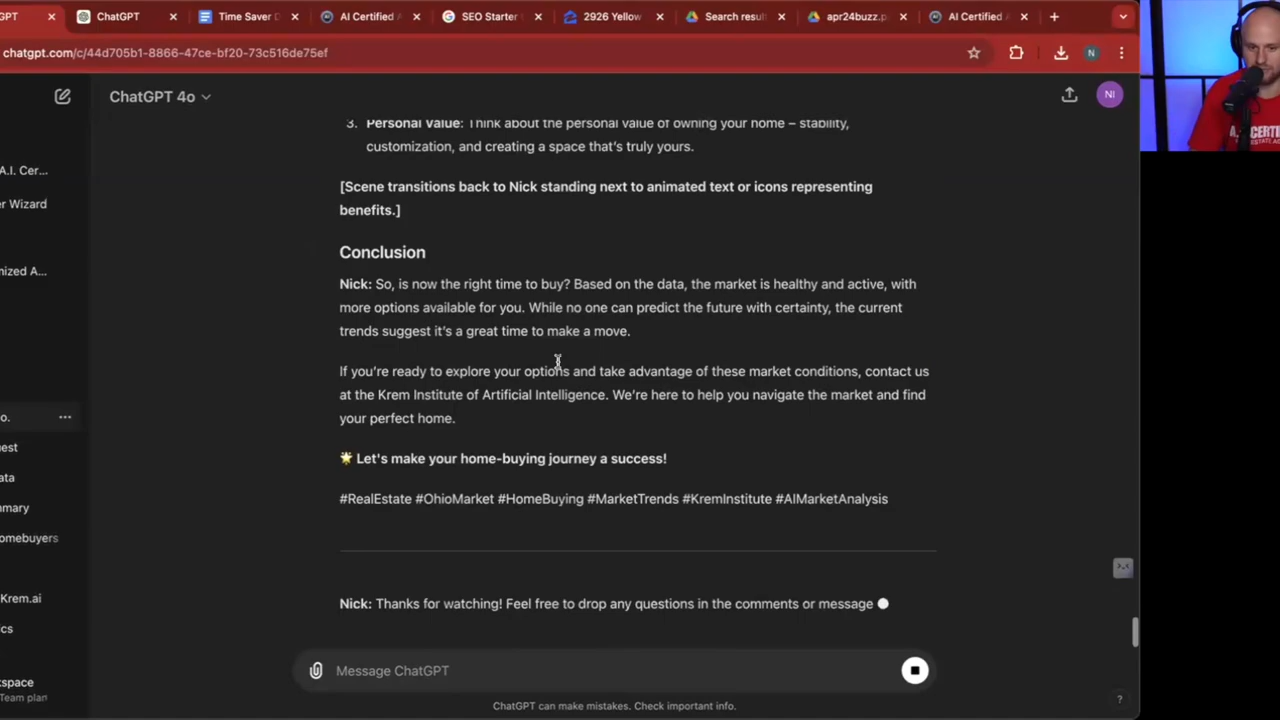 GPT
ChatGPT
Time Saver D
AI Certified A
SEO Starter
2926 Yellow
Search resu
apr24buzz.p
AI Certified A
chatgpt.com/c/44d705b1-8866-47ce-bf20-73c516de75ef
N
ChatGPT 4o
NI
A.I. Cer...
er Wizard
mized A...
o.
est
ata
mmary
omebuyers
Krem.ai
cs
space
Team plan
3. Personal Value: Think about the personal value of owning your home – stability,
customization, and creating a space that's truly yours.
[Scene transitions back to Nick standing next to animated text or icons representing
benefits.]
Conclusion
Nick: So, is now the right time to buy? Based on the data, the market is healthy and active, with
more options available for you. While no one can predict the future with certainty, the current
trends suggest it's a great time to make a move.
If you're ready to explore your options and take advantage of these market conditions, contact us
at the Krem Institute of Artificial Intelligence. We're here to help you navigate the market and find
your perfect home.
🌟 Let's make your home-buying journey a success!
#RealEstate #OhioMarket #HomeBuying #MarketTrends #KremInstitute #AIMarketAnalysis
Nick: Thanks for watching! Feel free to drop any questions in the comments or message
Message ChatGPT
ChatGPT can make mistakes. Check important info.
?